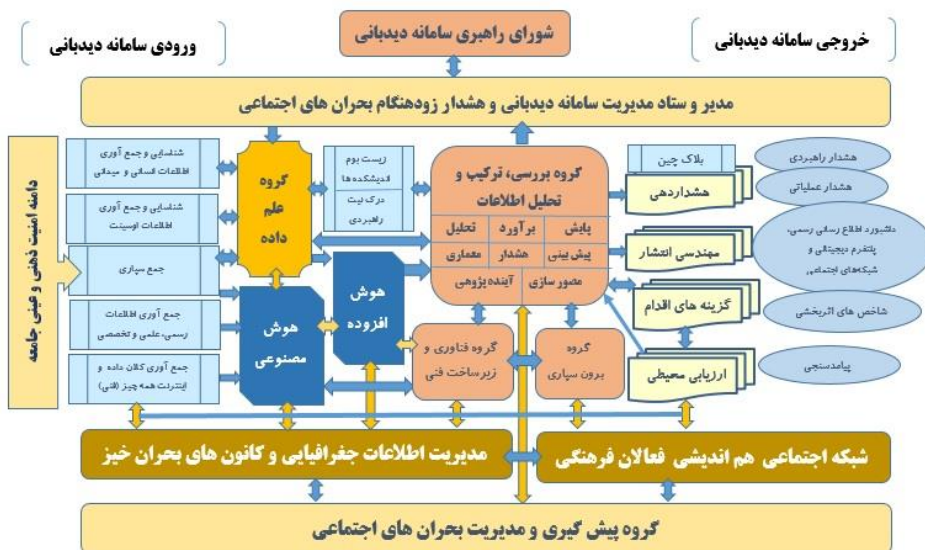 شورای راهبری سامانه دیدبانی
خروجی سامانه دیدبانی
ورودی سامانه دیدبانی
مدیر و ستاد مدیریت سامانه دیدبانی و هشدار زودهنگام بحران های اجتماعی
هشدار راهبردی
هشدار عملیاتی
داشبورد اطلاع رسانی رسمی،
پلتفرم دیجیتالی و
شبکه‌های اجتماعی
شاخص های اثربخشی
پیامدسنجی
بلاک چین
هشداردهی
مهندسی انتشار
گزینه های اقدام
ارزیابی محیطی
گروه بررسی، ترکیب و
تحلیل اطلاعات
پایش
برآورد
تحلیل
پیش بینی
هشدار
معماری
مصور سازی
آینده پژوهی
گروه
برون سپاری
گروه فناوری و
زیرساخت فنی
زیست بوم
اندیشکده ها
درک نیت
راهبردی
گروه
علم
داده
هوش
افزوده
هوش
مصنوعی
شناسایی و جمع آوری
اطلاعات انسانی و میدانی
شناسایی و جمع آوری
اطلاعات اوسینت
جمع سپاری
جمع آوری اطلاعات
رسمی، علمی و تخصصی
جمع آوری کلان داده و
اینترنت همه چیز (فنی)
دامنه امنیت ذهنی و عینی جامعه
شبکه اجتماعی هم اندیشی فعالان فرهنگی
مدیریت اطلاعات جغرافیایی و کانون های بحران خیز
گروه پیش گیری و مدیریت بحران های اجتماعی